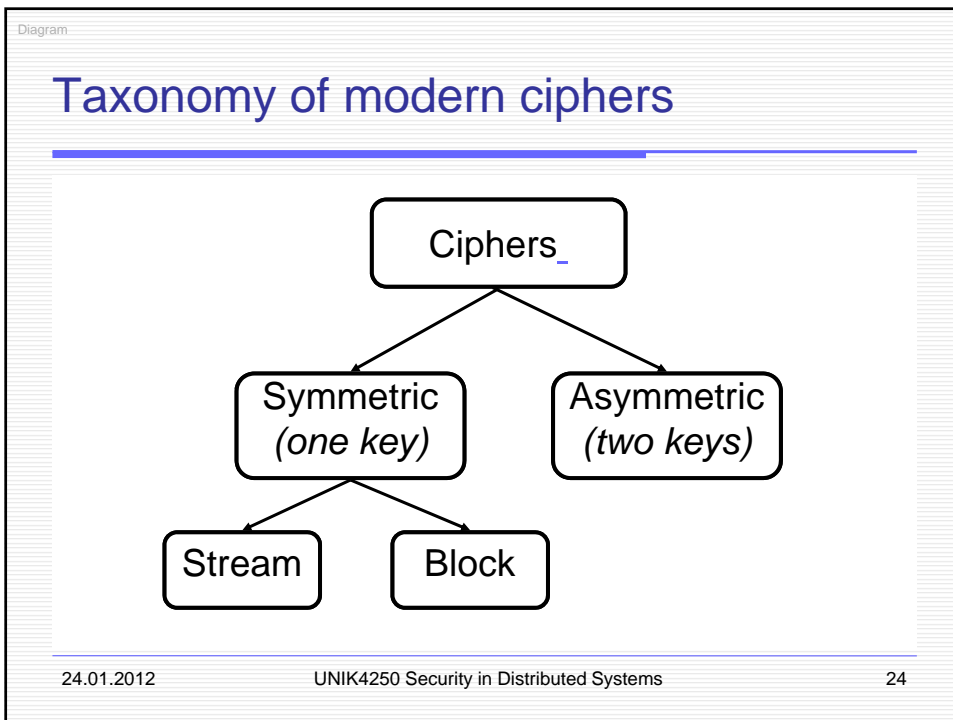 Diagram
Taxonomy of modern ciphers
Ciphers_
Symmetric
(one key)
Asymmetric
(two keys)
Stream
Block
24.01.2012
UNIK4250 Security in Distributed Systems
24